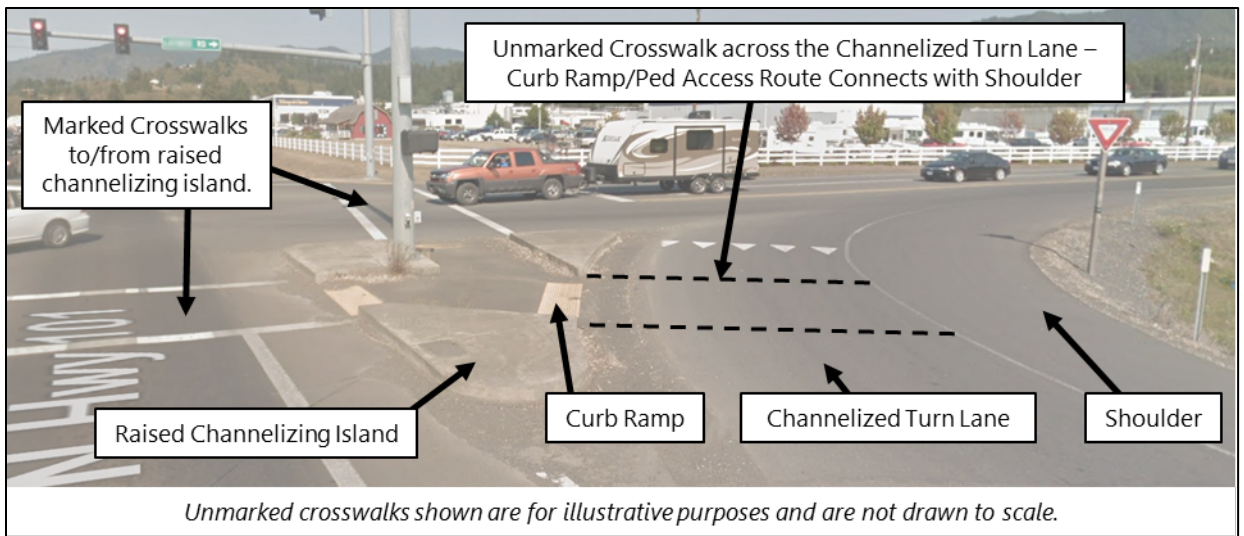 Unmarked Crosswalk across the Channelized Turn Lane –
Curb Ramp/Ped Access Route Connects with Shoulder
Marked Crosswalks
to/from raised
channelizing island.
N Hwy 101
Raised Channelizing Island
Curb Ramp
Channelized Turn Lane
Shoulder
Unmarked crosswalks shown are for illustrative purposes and are not drawn to scale.